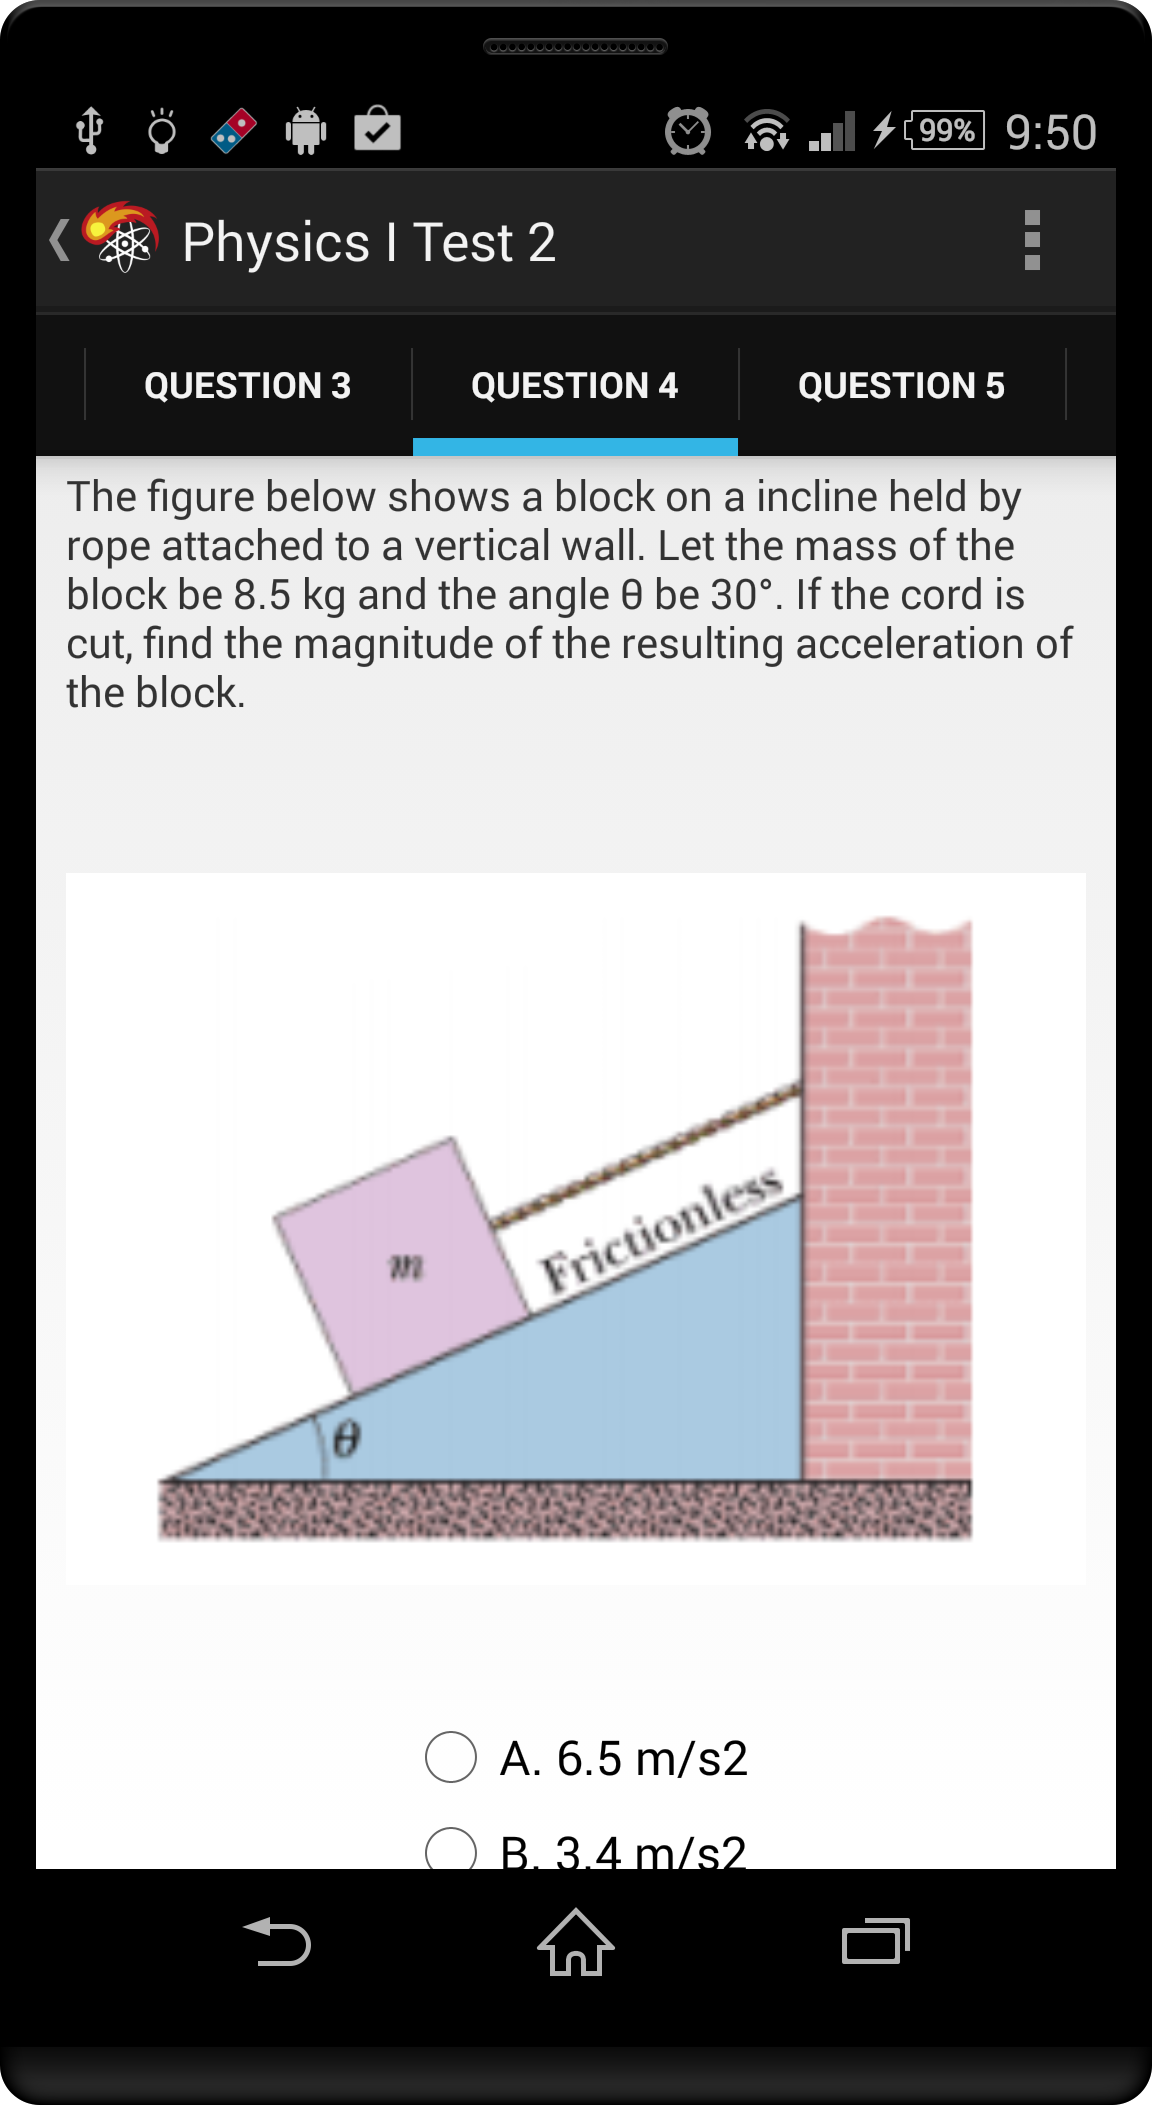 99% 9:50
Physics I Test 2
QUESTION 3 QUESTION 4 QUESTION 5
The figure below shows a block on a incline held by
rope attached to a vertical wall. Let the mass of the
block be 8.5 kg and the angle θ be 30°. If the cord is
cut, find the magnitude of the resulting acceleration of
the block.
Frictionless
m
θ
A. 6.5 m/s2
B. 3.4 m/s2